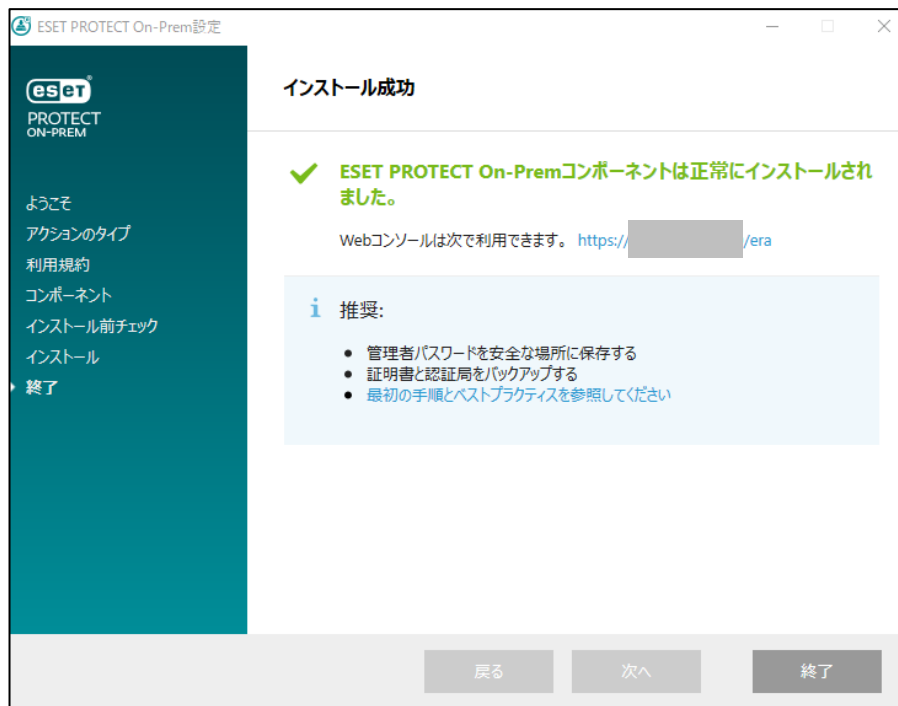 ESET PROTECT On-Prem設定
eset
PROTECT
ON-PREM
ようこそ
アクションのタイプ
利用規約
コンポーネント
インストール前チェック
インストール
終了
インストール成功
ESET PROTECT On-Premコンポーネントは正常にインストールされ
ました。
Webコンソールは次で利用できます。 https:// /era
推奨:
管理者パスワードを安全な場所に保存する
証明書と認証局をバックアップする
最初の手順とベストプラクティスを参照してください
戻る
次へ
終了